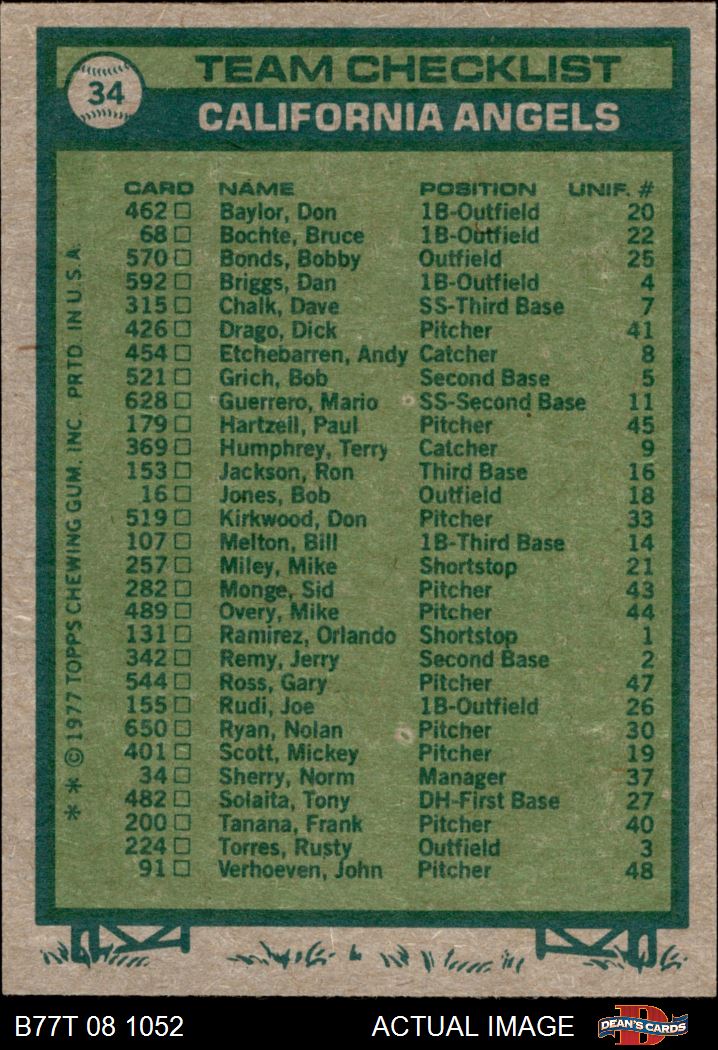 34
TEAM CHECKLIST
CALIFORNIA ANGELS
CARD NAME POSITION UNIF. #
462 □ Baylor, Don 1B-Outfield 20
68 □ Bochte, Bruce 1B-Outfield 22
570 □ Bonds, Bobby Outfield 25
592 □ Briggs, Dan 1B-Outfield 4
315 □ Chalk, Dave SS-Third Base 7
426 □ Drago, Dick Pitcher 41
454 □ Etchebarren, Andy Catcher 8
521 □ Grich, Bob Second Base 5
628 □ Guerrero, Mario SS-Second Base 11
179 □ Hartzell, Paul Pitcher 45
369 □ Humphrey, Terry Catcher 9
153 □ Jackson, Ron Third Base 16
16 □ Jones, Bob Outfield 18
519 □ Kirkwood, Don Pitcher 33
107 □ Melton, Bill 1B-Third Base 14
257 □ Miley, Mike Shortstop 21
282 □ Monge, Sid Pitcher 43
489 □ Overy, Mike Pitcher 44
131 □ Ramirez, Orlando Shortstop 1
342 □ Remy, Jerry Second Base 2
544 □ Ross, Gary Pitcher 47
155 □ Rudi, Joe 1B-Outfield 26
650 □ Ryan, Nolan Pitcher 30
401 □ Scott, Mickey Pitcher 19
34 □ Sherry, Norm Manager 37
482 □ Solaita, Tony DH-First Base 27
200 □ Tanana, Frank Pitcher 40
224 □ Torres, Rusty Outfield 3
91 □ Verhoeven, John Pitcher 48
* * © 1977 TOPPS CHEWING GUM, INC. PRTD. IN U.S.A.
B77T 08 1052 ACTUAL IMAGE
D
DEAN'S CARDS